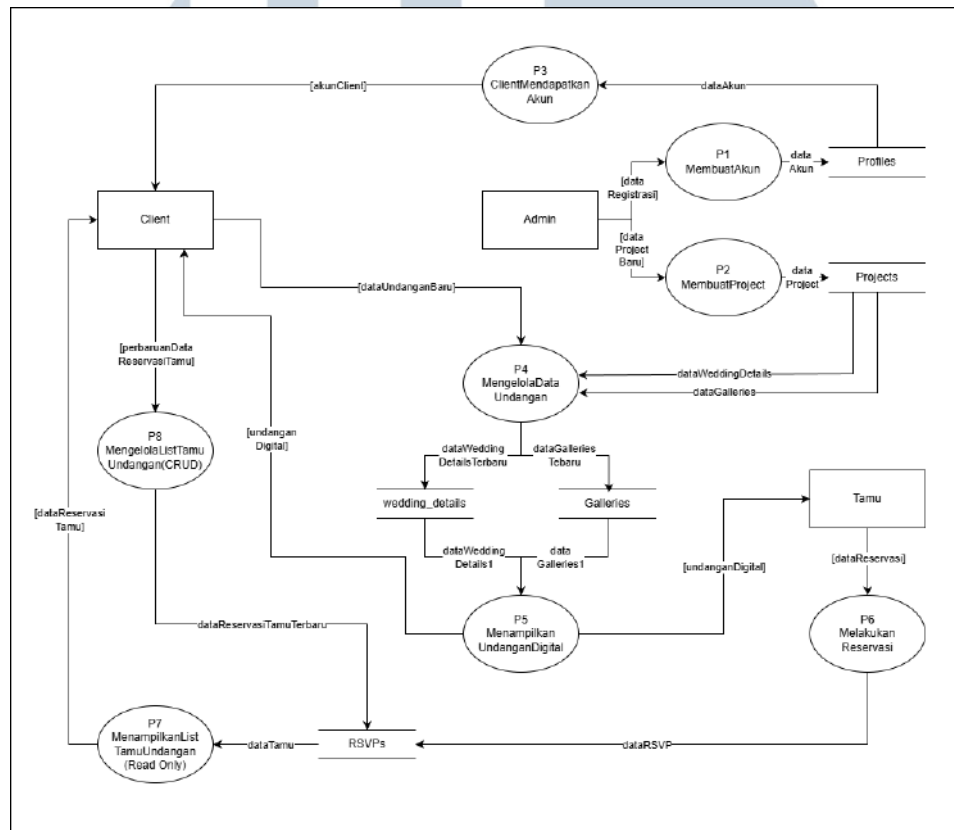 P3
ClientMendapatkan
Akun
[akunClient]
dataAkun
P1
MembuatAkun
data
Akun
Profiles
[data
Registrasi]
Client
Admin
[data
Project
Baru]
P2
MembuatProject
data
Project
Projects
[dataUndanganBaru]
[perbaruanData
ReservasiTamu]
P4
MengelolaData
Undangan
dataWeddingDetails
dataGalleries
P8
MengelolaListTamu
Undangan(CRUD)
[undangan
Digital]
dataWedding
DetailsTerbaru
dataGalleries
Tebaru
wedding_details
Galleries
Tamu
[dataReservasi
Tamu]
dataWedding
Details1
data
Galleries1
[undanganDigital]
[dataReservasi]
P5
Menampilkan
UndanganDigital
P6
Melakukan
Reservasi
dataReservasiTamuTerbaru
P7
MenampilkanList
TamuUndangan
(Read Only)
dataTamu
RSVPs
dataRSVP